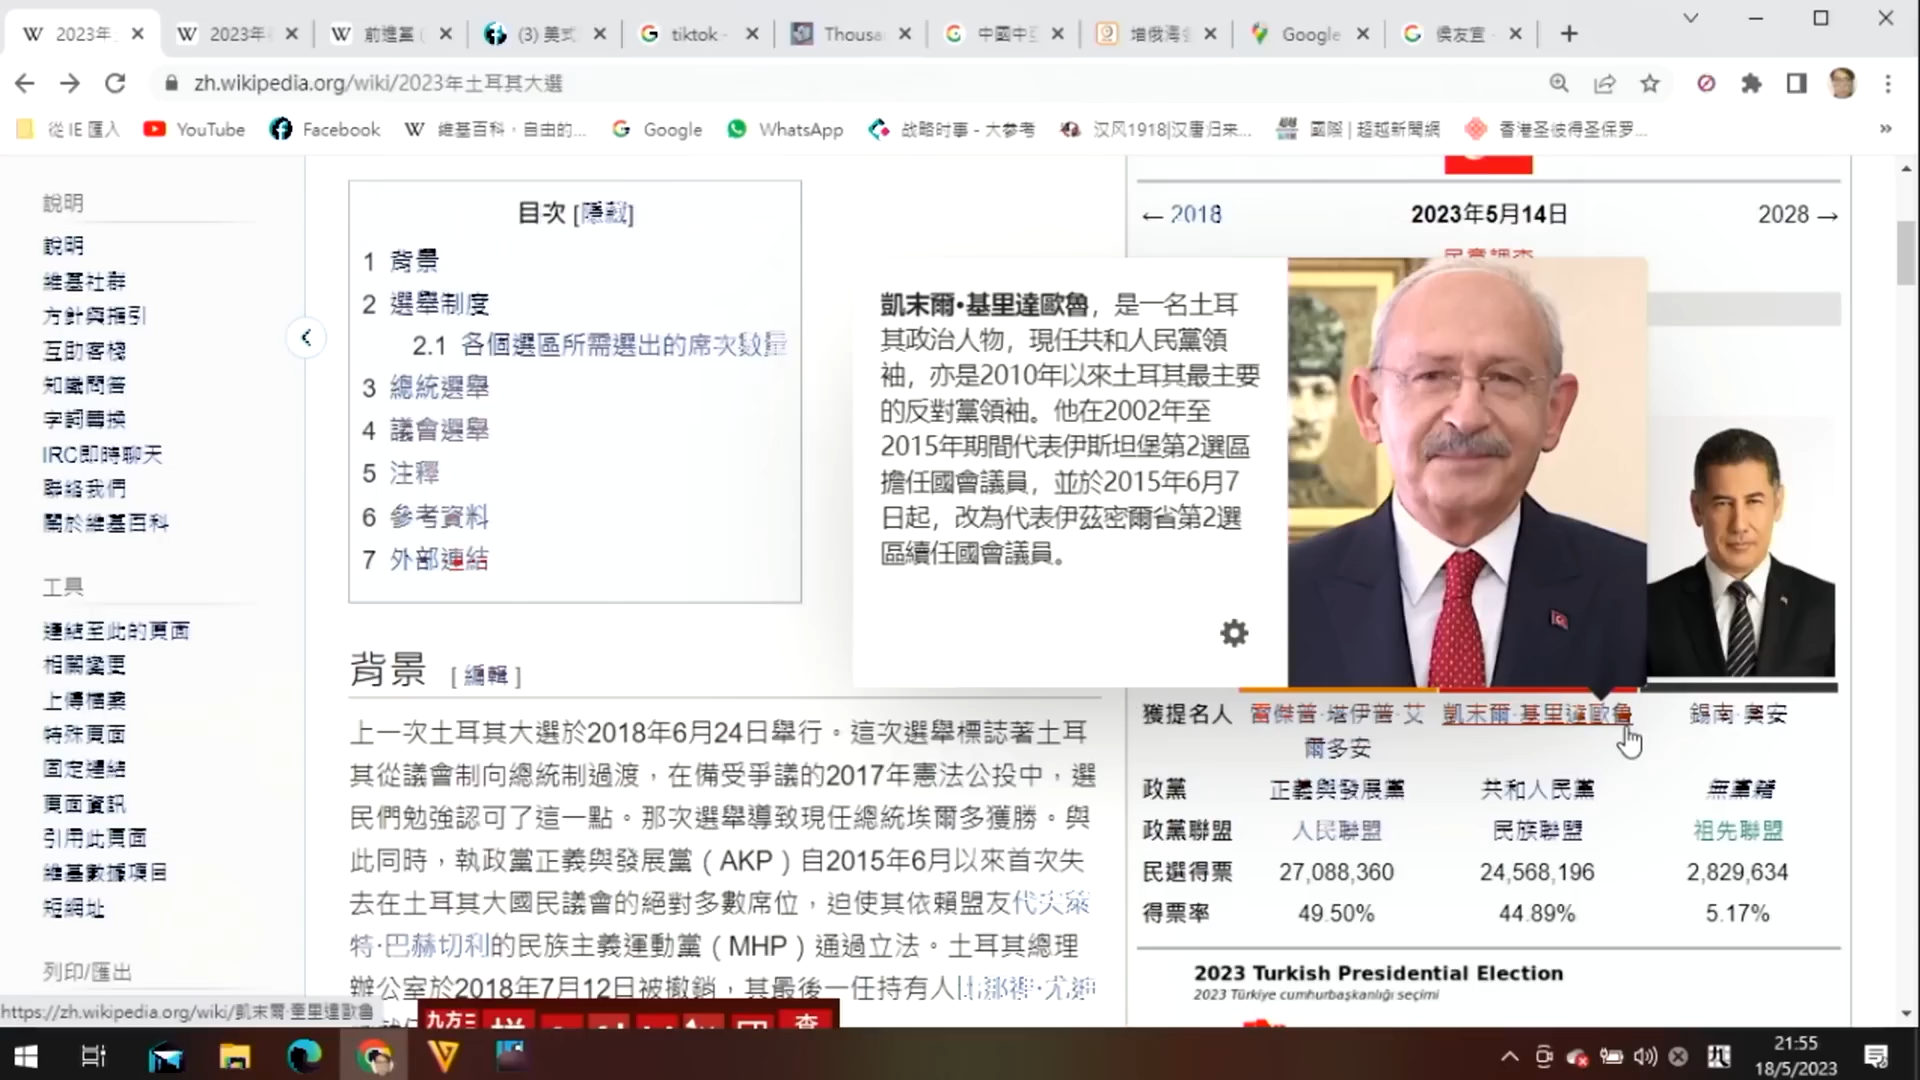 2023年
2023年
前進黨 (
(3) 美式
tiktok -
Thousa
中國中
Google
侯友宜 -
zh.wikipedia.org/wiki/2023年土耳其大選
從 IE 匯入
YouTube
Facebook
維基百科，自由的...
Google
WhatsApp
战略时事 - 大参考
汉风1918|汉唐归来...
國際 | 超越新聞網
香港圣彼得圣保罗...
說明
說明
維基社群
方針與指引
互助客棧
知識問答
字詞轉換
IRC即時聊天
聯絡我們
關於維基百科
工具
連結至此的頁面
相關變更
上傳檔案
特殊頁面
固定連結
頁面資訊
引用此頁面
維基數據項目
短網址
列印/匯出
目次 [隱藏]
1 背景
2 選舉制度
2.1 各個選區所需選出的席次數量
3 總統選舉
4 議會選舉
5 注釋
6 參考資料
7 外部連結
背景 [ 編輯 ]
上一次土耳其大選於2018年6月24日舉行。這次選舉標誌著土耳
其從議會制向總統制過渡，在備受爭議的2017年憲法公投中，選
民們勉強認可了這一點。那次選舉導致現任總統埃爾多獲勝。與
此同時，執政黨正義與發展黨（AKP）自2015年6月以來首次失
去在土耳其大國民議會的絕對多數席位，迫使其依賴盟友代夫萊
特·巴赫切利的民族主義運動黨（MHP）通過立法。土耳其總理
辦公室於2018年7月12日被撤銷，其最後一任持有人比納利·尤迪
← 2018
2023年5月14日
2028 →
民意調查
凱末爾·基里達歐魯，是一名土耳
其政治人物，現任共和人民黨領
袖，亦是2010年以來土耳其最主要
的反對黨領袖。他在2002年至
2015年期間代表伊斯坦堡第2選區
擔任國會議員，並於2015年6月7
日起，改為代表伊茲密爾省第2選
區續任國會議員。
獲提名人 雷傑普·塔伊普·艾 凱末爾·基里達歐魯 錫南·奧安
爾多安
政黨 正義與發展黨 共和人民黨 無黨籍
政黨聯盟 人民聯盟 民族聯盟 祖先聯盟
民選得票 27,088,360 24,568,196 2,829,634
得票率 49.50% 44.89% 5.17%
2023 Turkish Presidential Election
2023 Türkiye cumhurbaşkanlığı seçimi
https://zh.wikipedia.org/wiki/凱末爾·基里達歐魯
九方
查
21:55
18/5/2023